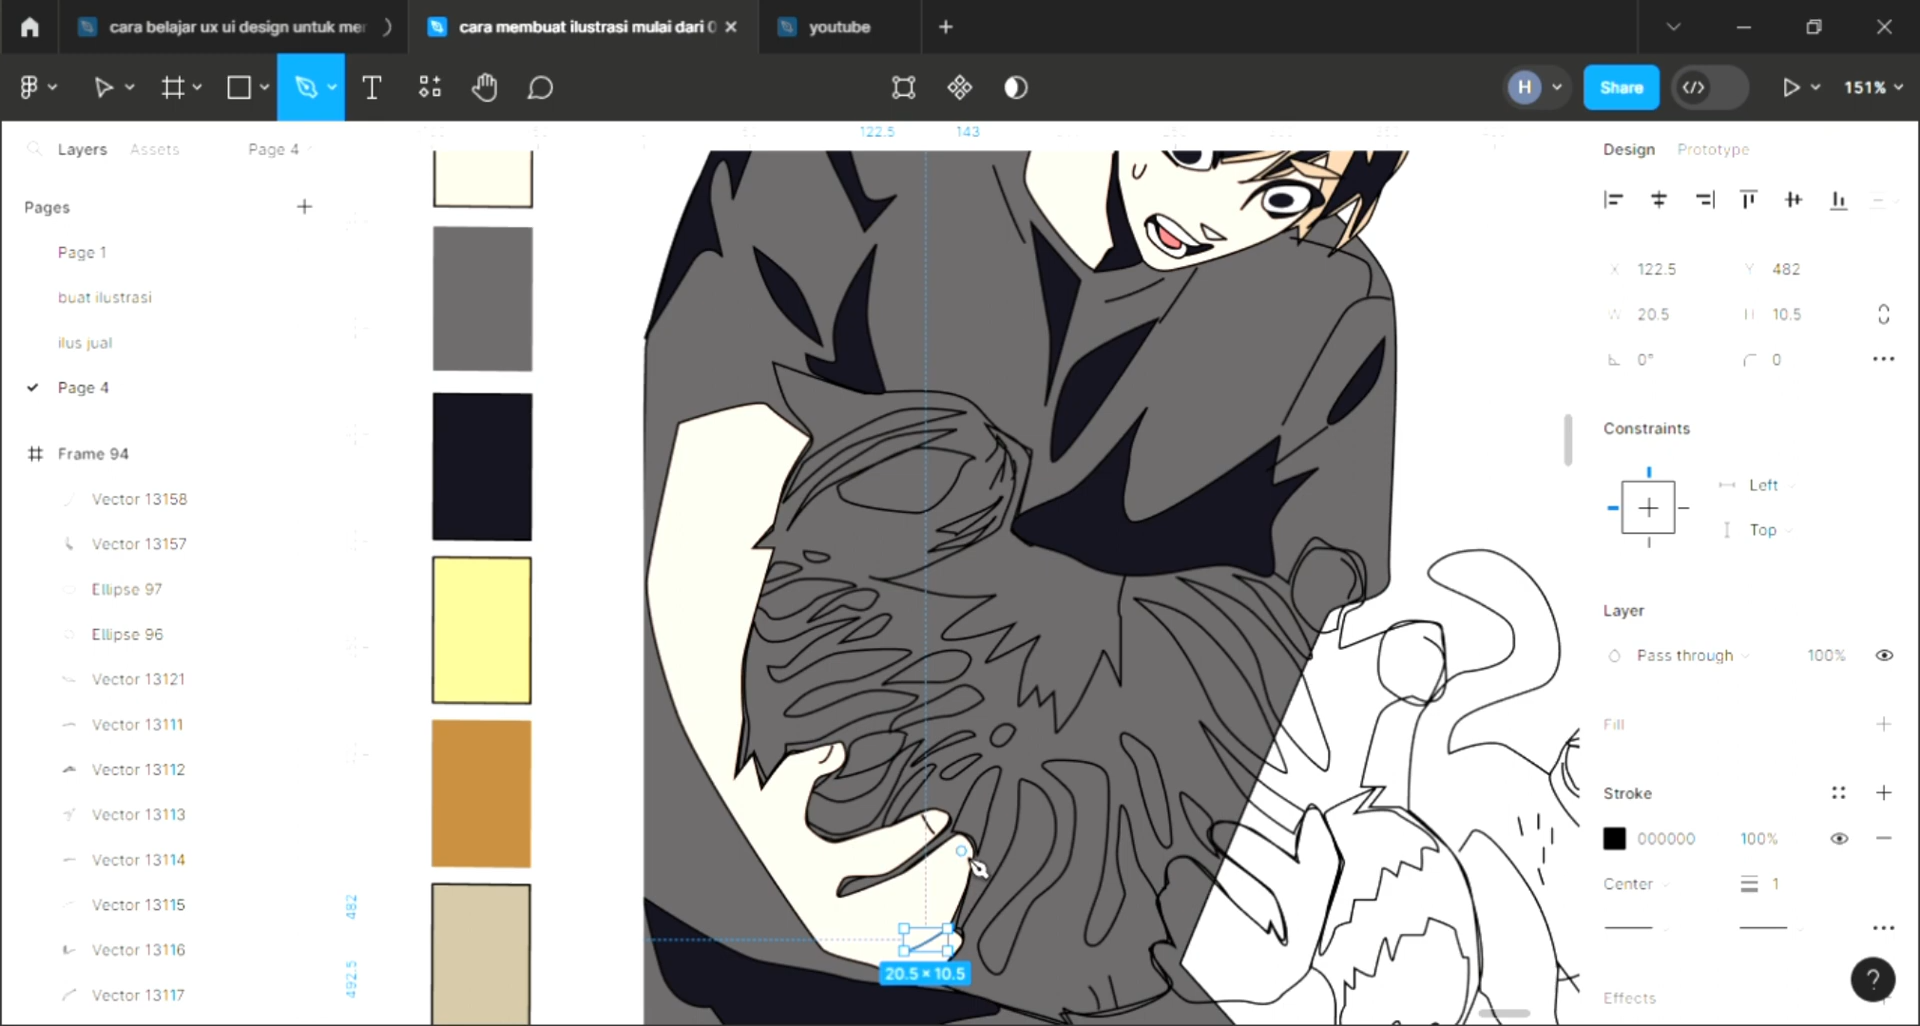 cara belajar ux ui design untuk me
cara membuat ilustrasi mulai dari 0
youtube
H
Share
151%
122.5 143
Layers Assets Page 4
Pages
Page 1
buat ilustrasi
ilus jual
Page 4
Frame 94
Vector 13158
Vector 13157
Ellipse 97
Ellipse 96
Vector 13121
Vector 13111
Vector 13112
Vector 13113
Vector 13114
Vector 13115
Vector 13116
Vector 13117
482
492.5
20.5 × 10.5
Design Prototype
X 122.5 Y 482
W 20.5 H 10.5
0° 0
Constraints
Left
Top
Layer
Pass through 100%
Fill
Stroke
000000 100%
Center 1
Effects
?